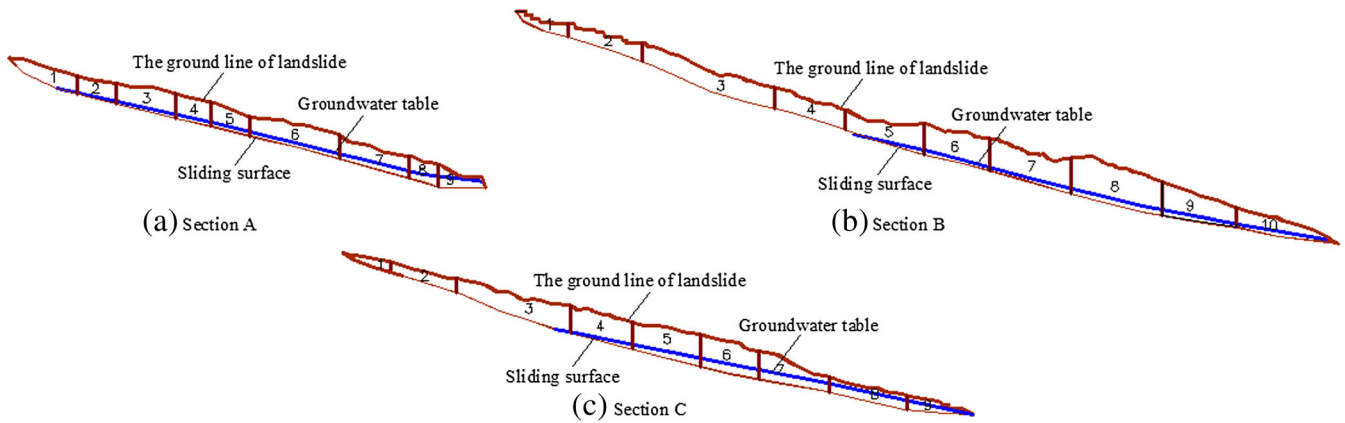 The ground line of landslide
Groundwater table
1 2 3 4 5 6 7 8 9
Sliding surface
(a) Section A
1 2 3 4 5 6 7 8 9 10
The ground line of landslide
Groundwater table
Sliding surface
(b) Section B
1 2 3 4 5 6 7 8 9
The ground line of landslide
Groundwater table
Sliding surface
(c) Section C